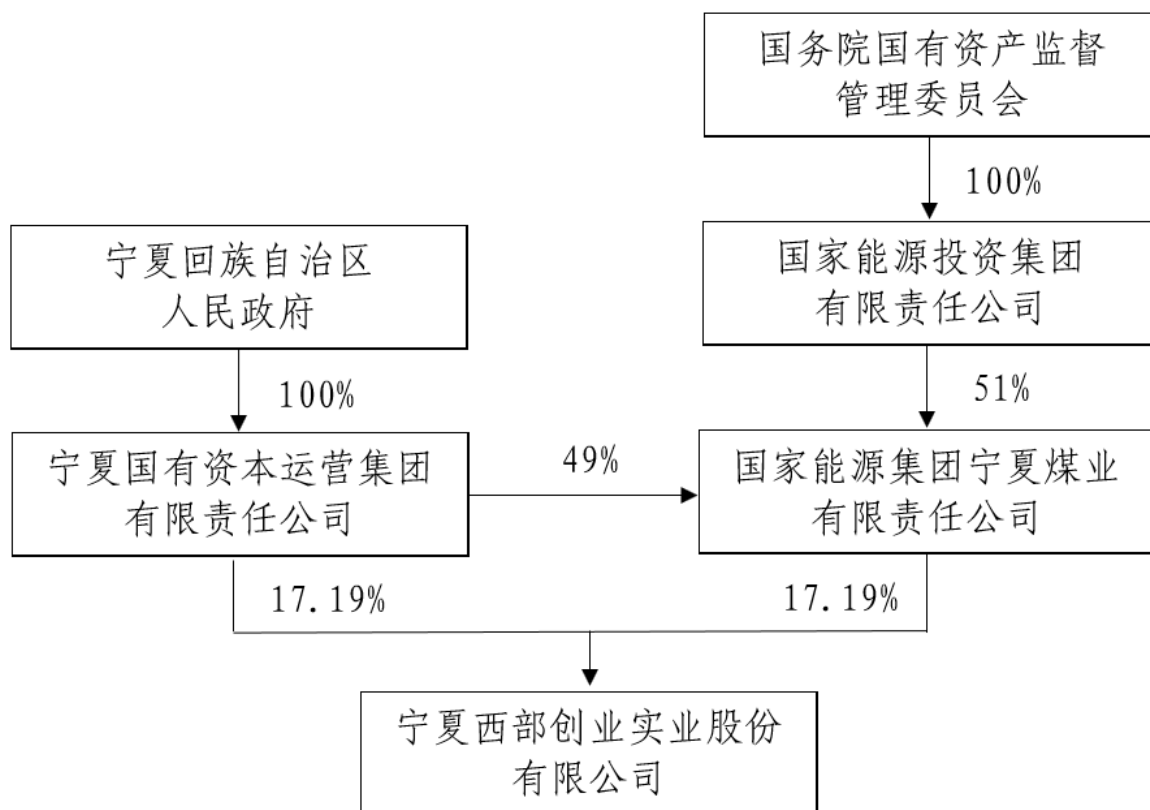 国务院国有资产监督
管理委员会
100%
宁夏回族自治区
人民政府
国家能源投资集团
有限责任公司
100%
51%
宁夏国有资本运营集团
有限责任公司
49%
国家能源集团宁夏煤业
有限责任公司
17.19%
17.19%
宁夏西部创业实业股份
有限公司